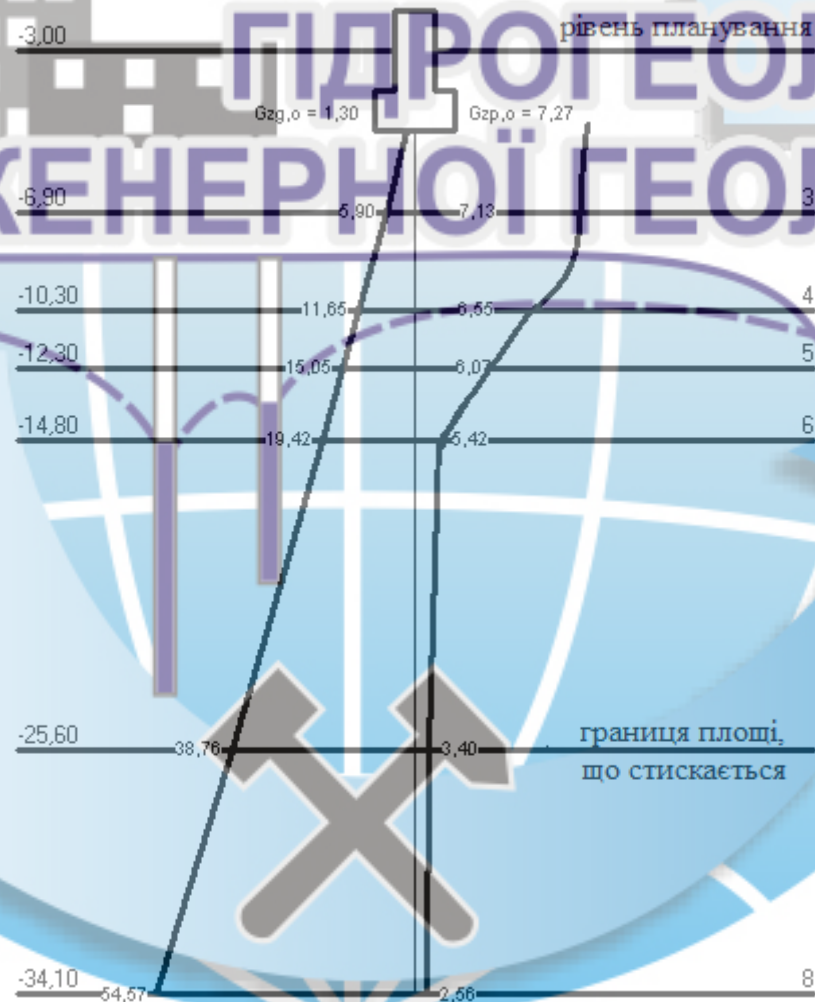 -3,00 рівень планування
ГІДРОГЕОЛ
Gzg,o = 1,30 Gzp,o = 7,27
ЖЕНЕРНОЇ ГЕОЛ
-6,90 5,90 7,13 3
-10,30 11,65 6,55 4
-12,30 15,05 6,07 5
-14,80 19,42 5,42 6
-25,60 38,76 3,40 границя площі,
що стискається
-34,10 54,57 2,56 8